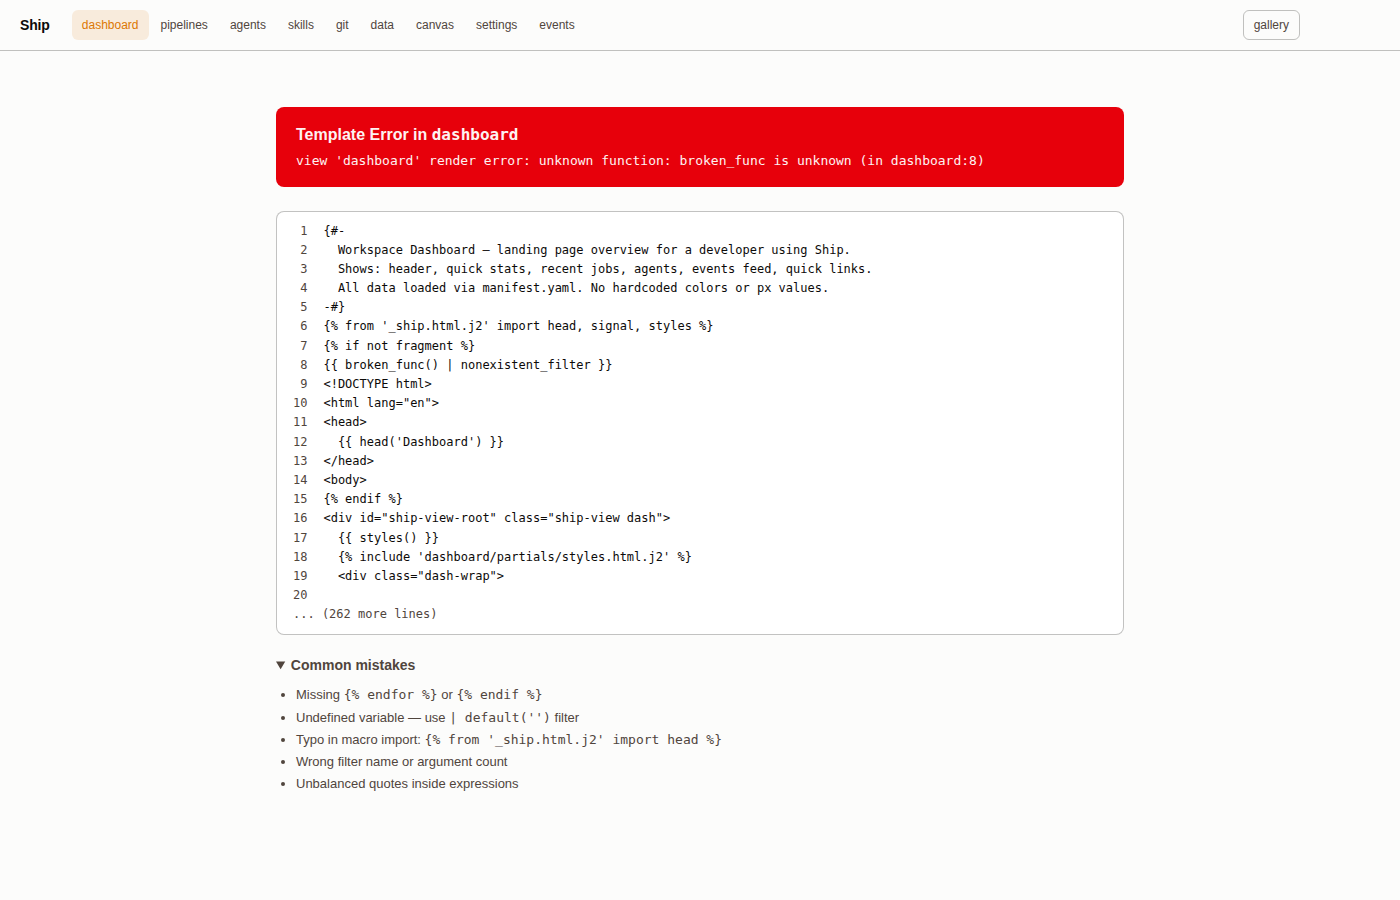 Ship dashboard pipelines agents skills git data canvas settings events gallery
Template Error in dashboard
view 'dashboard' render error: unknown function: broken_func is unknown (in dashboard:8)
1 {#-
2   Workspace Dashboard — landing page overview for a developer using Ship.
3   Shows: header, quick stats, recent jobs, agents, events feed, quick links.
4   All data loaded via manifest.yaml. No hardcoded colors or px values.
5 -#}
6 {% from '_ship.html.j2' import head, signal, styles %}
7 {% if not fragment %}
8 {{ broken_func() | nonexistent_filter }}
9 <!DOCTYPE html>
10 <html lang="en">
11 <head>
12   {{ head('Dashboard') }}
13 </head>
14 <body>
15 {% endif %}
16 <div id="ship-view-root" class="ship-view dash">
17   {{ styles() }}
18   {% include 'dashboard/partials/styles.html.j2' %}
19   <div class="dash-wrap">
20
... (262 more lines)
▼ Common mistakes
• Missing {% endfor %} or {% endif %}
• Undefined variable — use | default('') filter
• Typo in macro import: {% from '_ship.html.j2' import head %}
• Wrong filter name or argument count
• Unbalanced quotes inside expressions